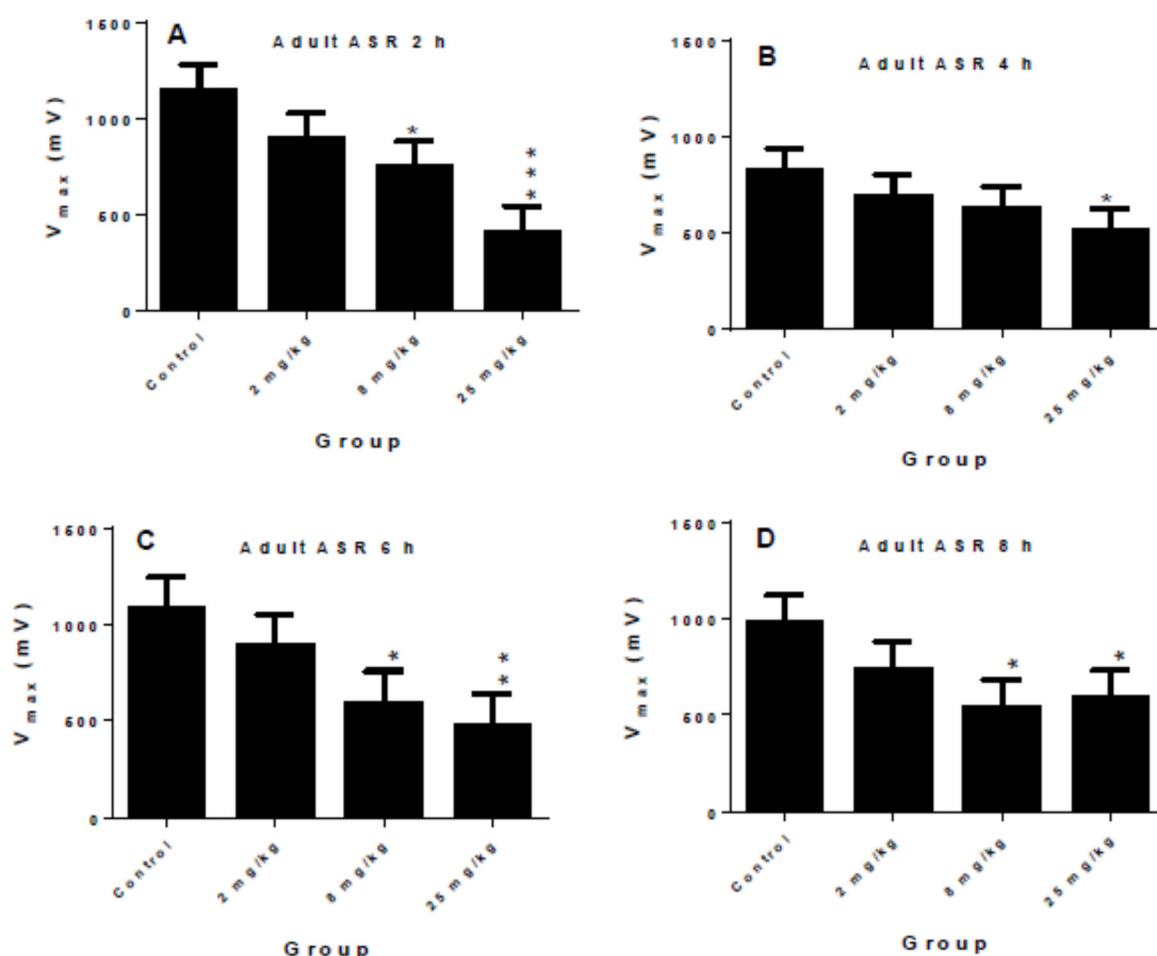 A
Adult ASR 2 h
1500
1000
500
0
Vmax (mV)
*
***
Control
2 mg/kg
8 mg/kg
25 mg/kg
Group
B
Adult ASR 4 h
1500
1000
500
0
Vmax (mV)
*
Control
2 mg/kg
8 mg/kg
25 mg/kg
Group
C
Adult ASR 6 h
1500
1000
500
0
Vmax (mV)
*
**
Control
2 mg/kg
8 mg/kg
25 mg/kg
Group
D
Adult ASR 8 h
1500
1000
500
0
Vmax (mV)
*
*
Control
2 mg/kg
8 mg/kg
25 mg/kg
Group